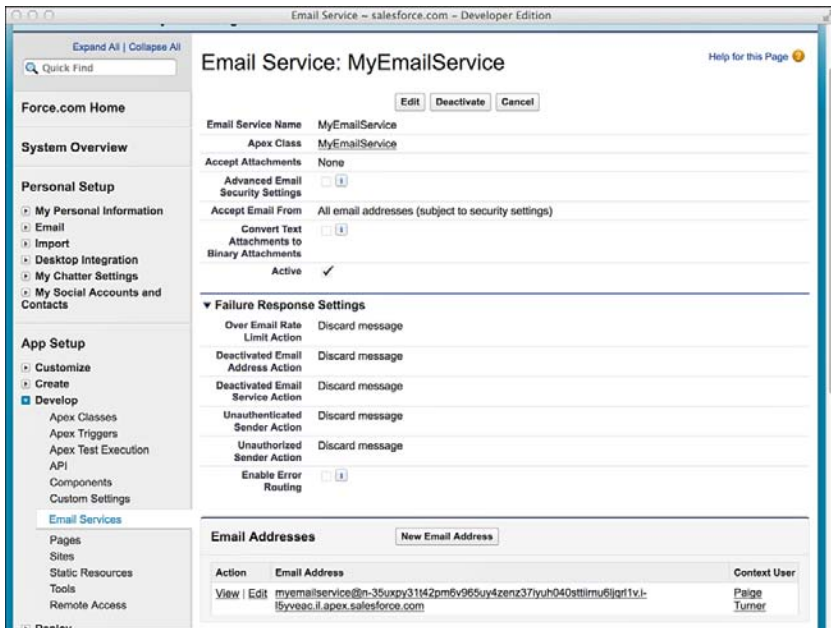 Email Service ~ salesforce.com - Developer Edition
Expand All | Collapse All
Quick Find
Force.com Home
System Overview
Personal Setup
My Personal Information
Email
Import
Desktop Integration
My Chatter Settings
My Social Accounts and
Contacts
App Setup
Customize
Create
Develop
Apex Classes
Apex Triggers
Apex Test Execution
API
Components
Custom Settings
Email Services
Pages
Sites
Static Resources
Tools
Remote Access
Deploy
Email Service: MyEmailService
Help for this Page
Edit Deactivate Cancel
Email Service Name MyEmailService
Apex Class MyEmailService
Accept Attachments None
Advanced Email
Security Settings
Accept Email From All email addresses (subject to security settings)
Convert Text
Attachments to
Binary Attachments
Active
Failure Response Settings
Over Email Rate
Limit Action Discard message
Deactivated Email
Address Action Discard message
Deactivated Email
Service Action Discard message
Unauthenticated
Sender Action Discard message
Unauthorized
Sender Action Discard message
Enable Error
Routing
Email Addresses New Email Address
Action Email Address Context User
View | Edit Paige
Turner